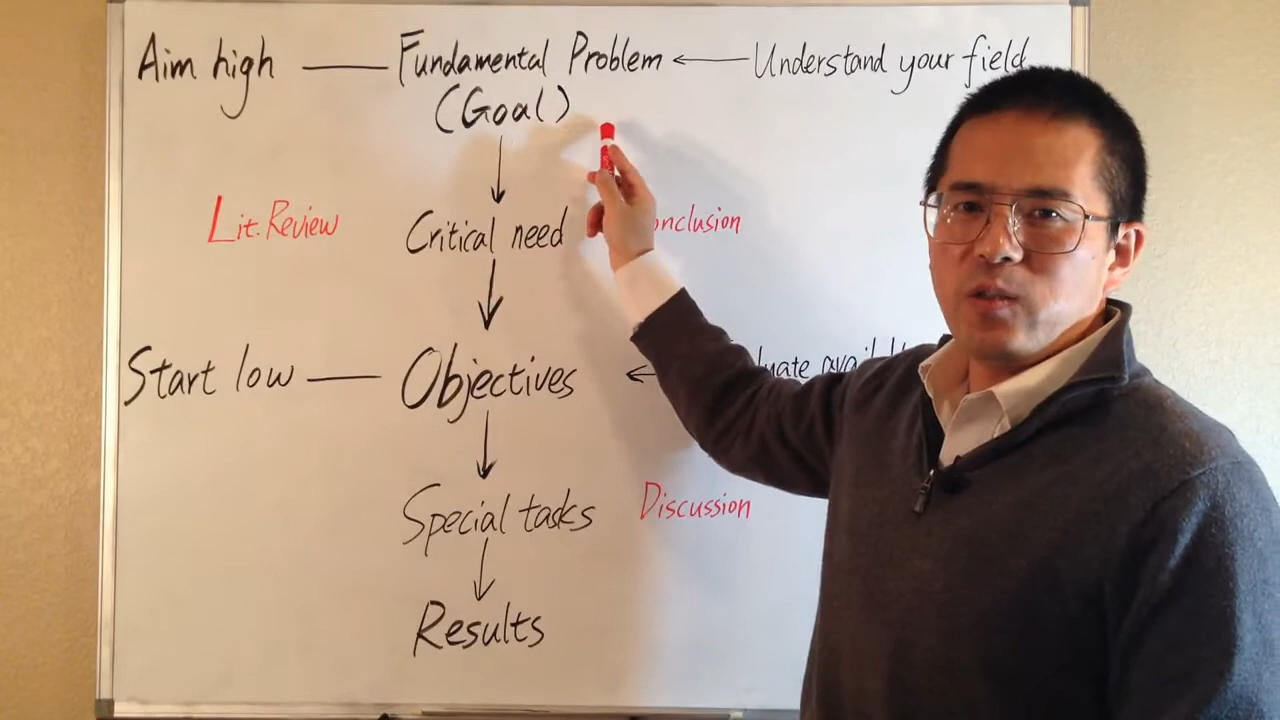 Aim high — Fundamental Problem ← Understand your field
(Goal)
Lit. Review Critical need
Start low — Objectives ←
Special tasks Discussion
Results